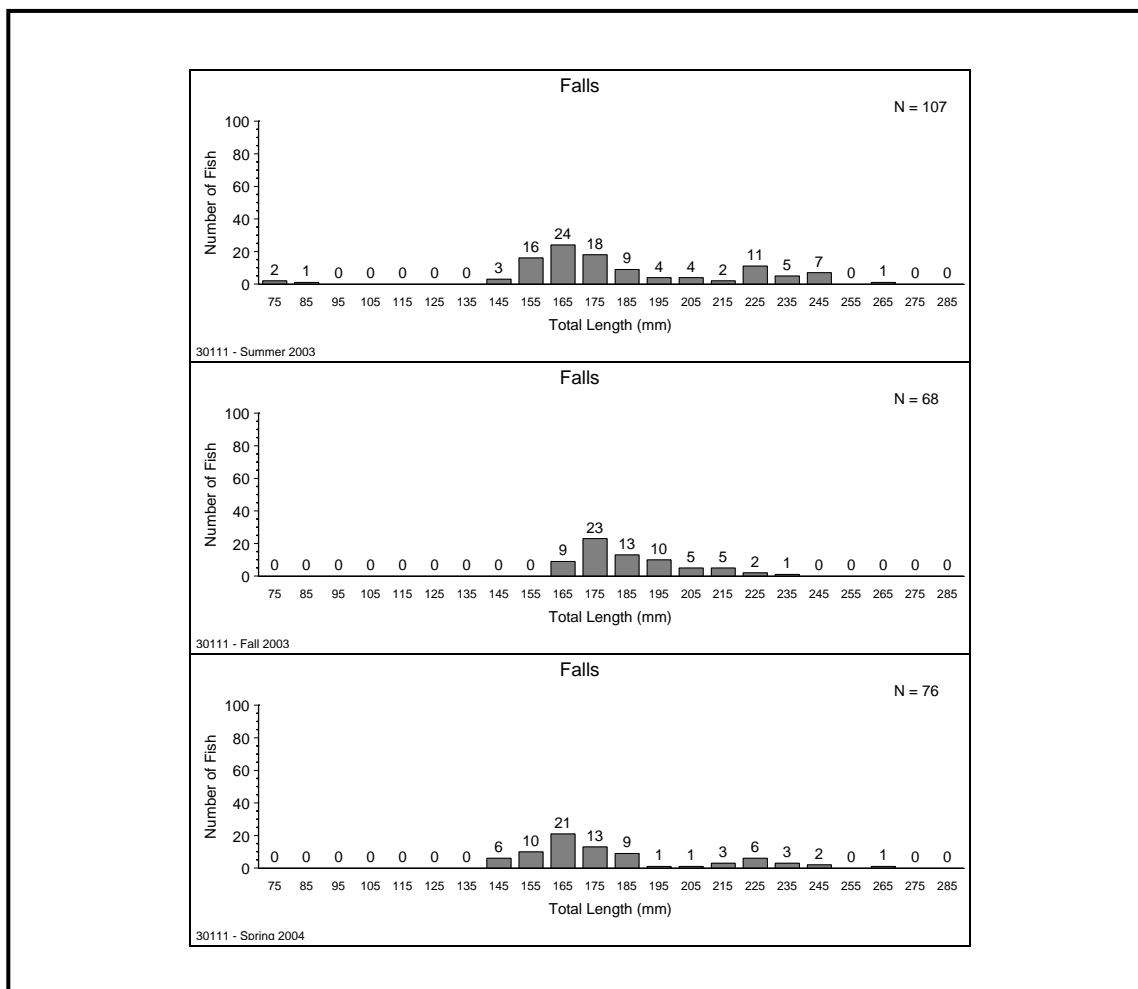 Falls
N = 107
Number of Fish
100
80
60
40
20
0
2 1 0 0 0 0 0 3 16 24 18 9 4 4 2 11 5 7 0 1 0 0
75 85 95 105 115 125 135 145 155 165 175 185 195 205 215 225 235 245 255 265 275 285
Total Length (mm)
30111 - Summer 2003
Falls
N = 68
Number of Fish
100
80
60
40
20
0
0 0 0 0 0 0 0 0 0 9 23 13 10 5 5 2 1 0 0 0 0 0
75 85 95 105 115 125 135 145 155 165 175 185 195 205 215 225 235 245 255 265 275 285
Total Length (mm)
30111 - Fall 2003
Falls
N = 76
Number of Fish
100
80
60
40
20
0
0 0 0 0 0 0 0 6 10 21 13 9 1 1 3 6 3 2 0 1 0 0
75 85 95 105 115 125 135 145 155 165 175 185 195 205 215 225 235 245 255 265 275 285
Total Length (mm)
30111 - Spring 2004